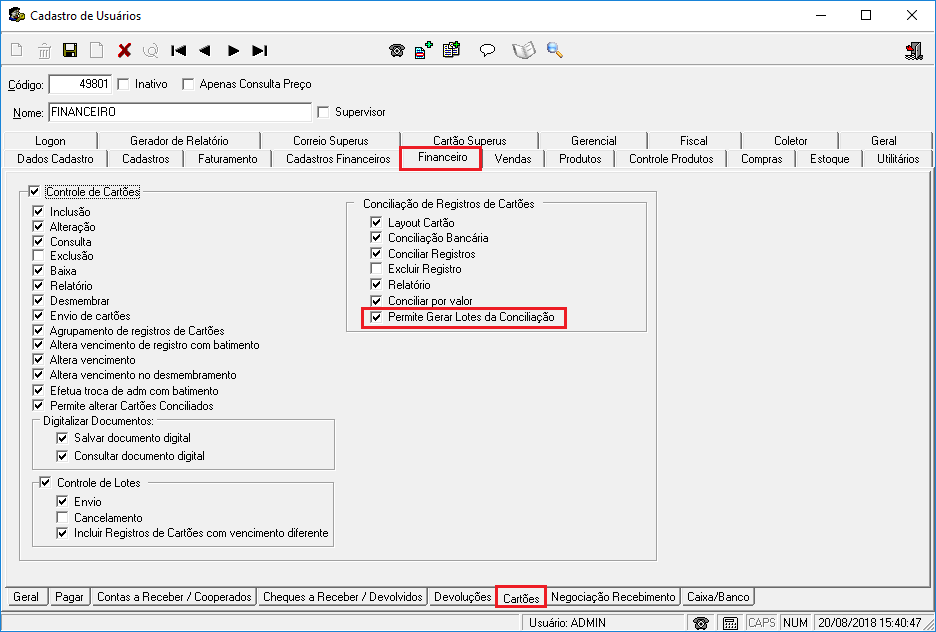 Cadastro de Usuários
Código: 49801 Inativo Apenas Consulta Preço
Nome: FINANCEIRO Supervisor
Logon Gerador de Relatório Correio Superus Cartão Superus Gerencial Fiscal Coletor Geral
Dados Cadastro Cadastros Faturamento Cadastros Financeiros Financeiro Vendas Produtos Controle Produtos Compras Estoque Utilitários
Controle de Cartões
Inclusão
Alteração
Consulta
Exclusão
Baixa
Relatório
Desmembrar
Envio de cartões
Agrupamento de registros de Cartões
Altera vencimento de registro com batimento
Altera vencimento
Altera vencimento no desmembramento
Efetua troca de adm com batimento
Permite alterar Cartões Conciliados
Digitalizar Documentos:
Salvar documento digital
Consultar documento digital
Controle de Lotes
Envio
Cancelamento
Incluir Registros de Cartões com vencimento diferente
Conciliação de Registros de Cartões
Layout Cartão
Conciliação Bancária
Conciliar Registros
Excluir Registro
Relatório
Conciliar por valor
Permite Gerar Lotes da Conciliação
Geral Pagar Contas a Receber / Cooperados Cheques a Receber / Devolvidos Devoluções Cartões Negociação Recebimento Caixa/Banco
Usuário: ADMIN CAPS NUM 20/08/2018 15:40:47